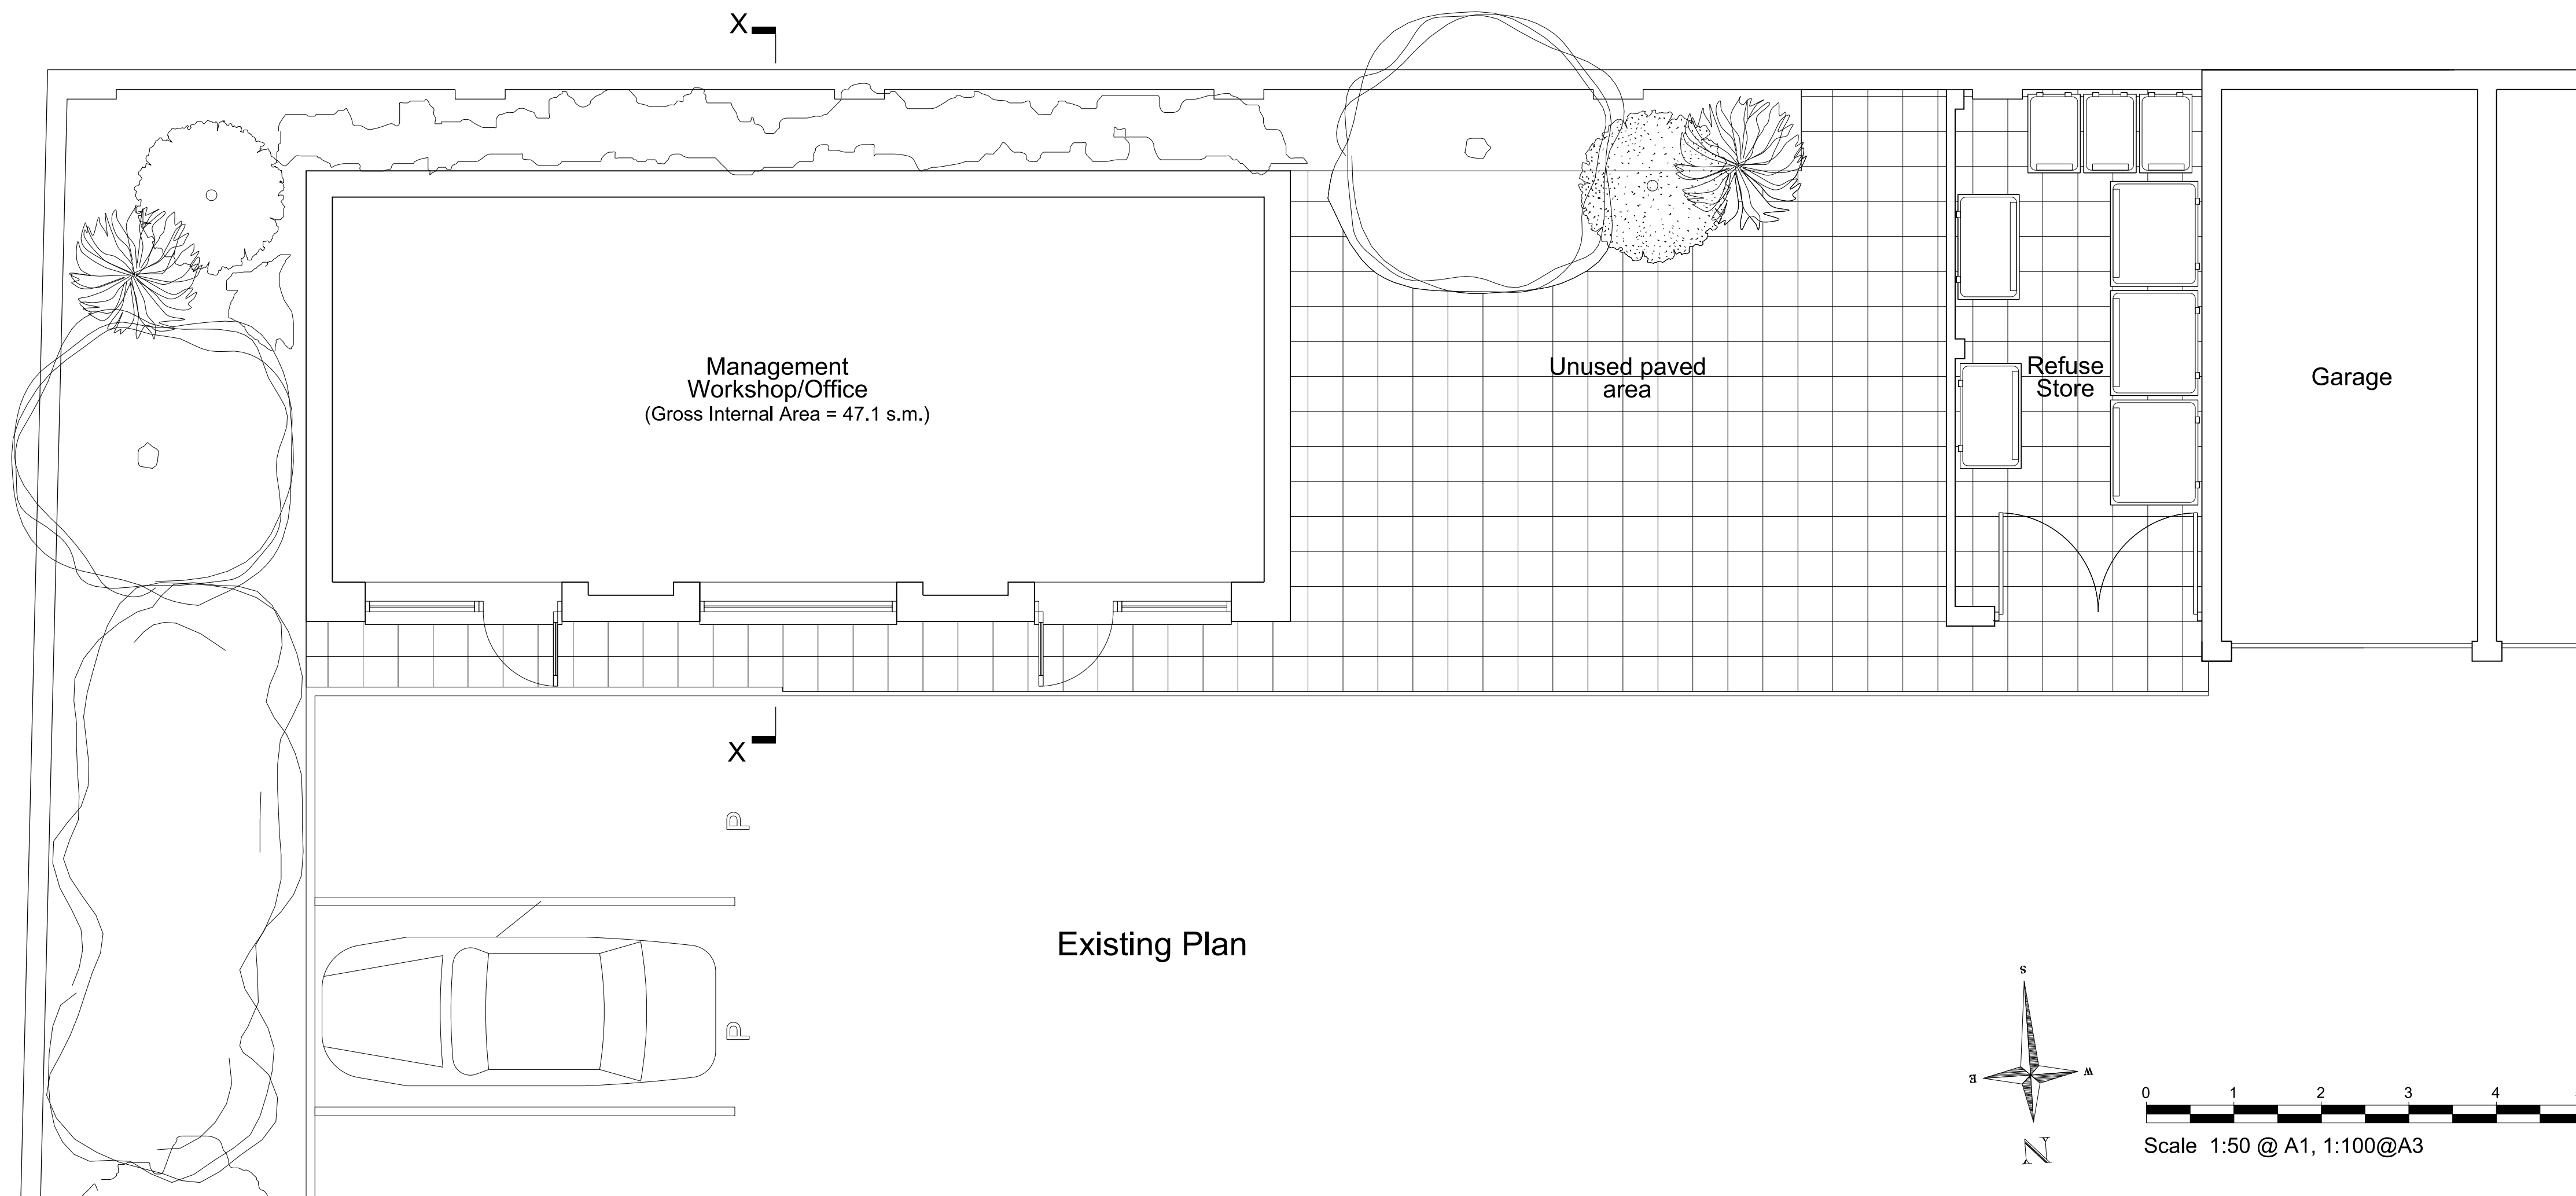 X
Management
Workshop/Office
(Gross Internal Area = 47.1 s.m.)
Unused paved
area
Refuse
Store
Garage
X
P
P
Existing Plan
S
E
W
N
0 1 2 3 4
Scale 1:50 @ A1, 1:100@A3